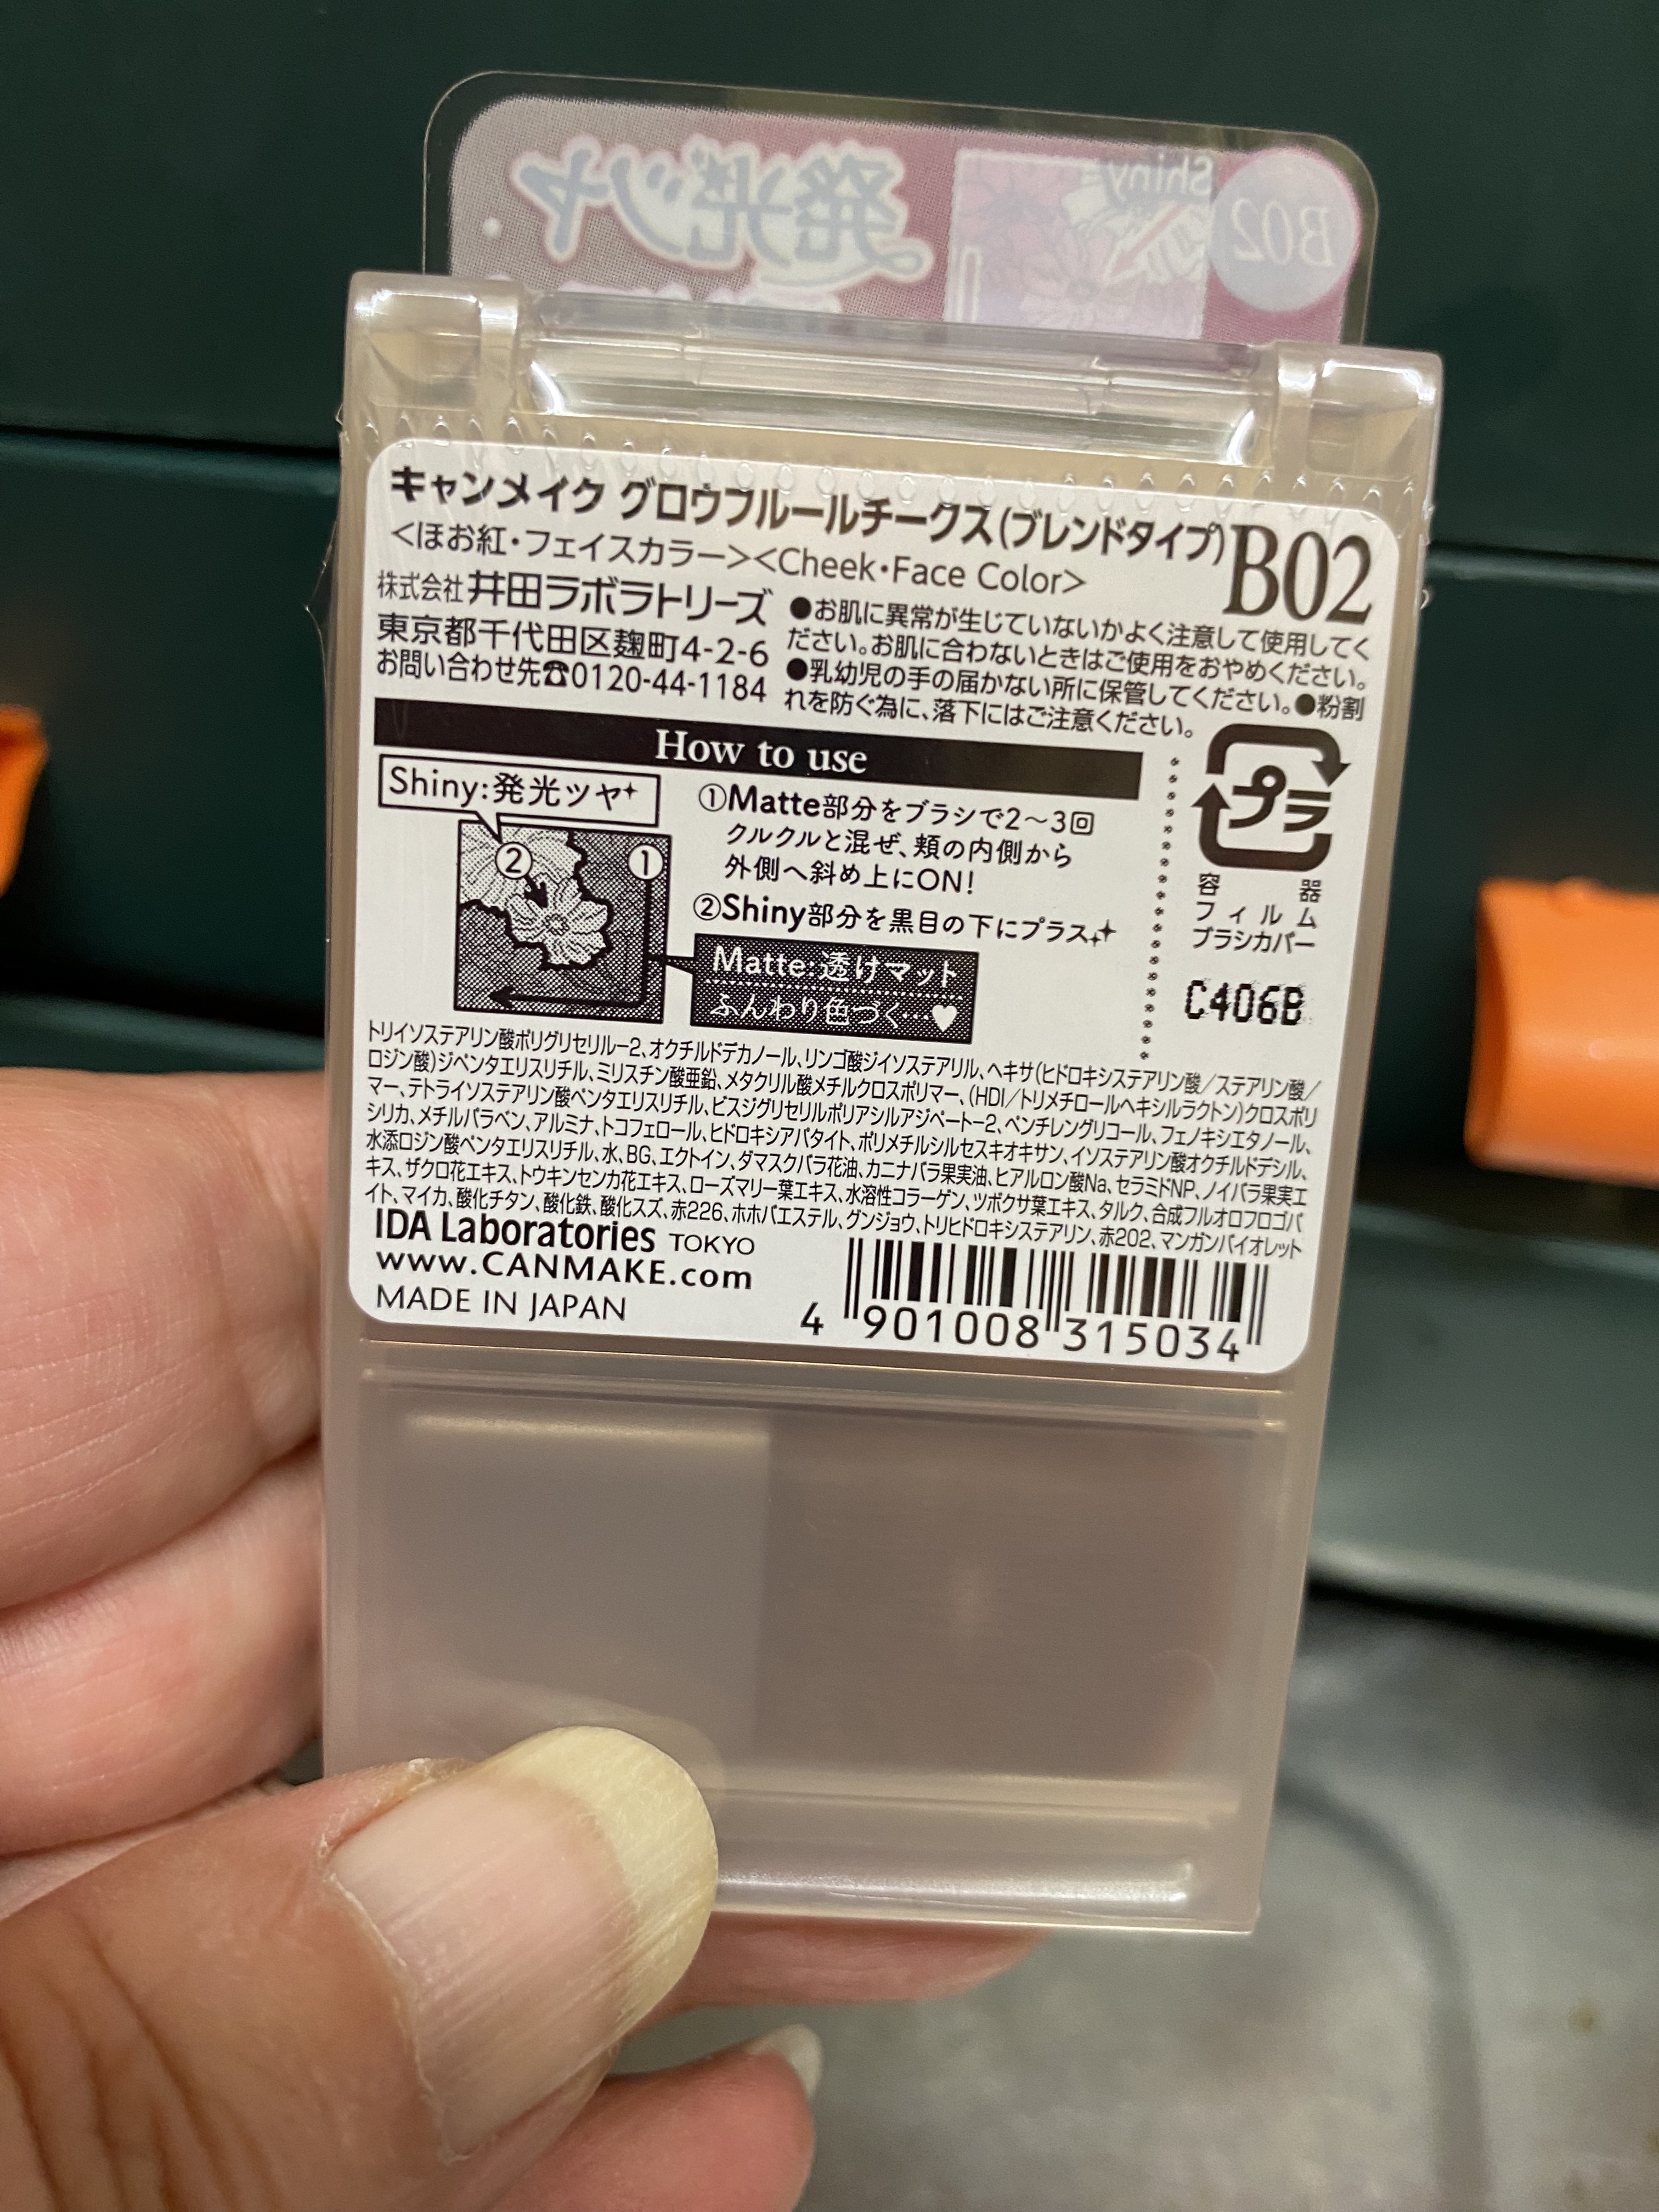 B02
Shiny
発光ツヤ
キャンメイク グロウフルールチークス(ブレンドタイプ)B02
<ほお紅・フェイスカラー><Cheek・Face Color>
株式会社 井田ラボラトリーズ
東京都千代田区麹町4-2-6
お問い合わせ先☎0120-44-1184
●お肌に異常が生じていないかよく注意して使用してく
ださい。お肌に合わないときはご使用をおやめください。
●乳幼児の手の届かない所に保管してください。●粉割
れを防ぐ為に、落下にはご注意ください。
How to use
Shiny:発光ツヤ
② ①
①Matte部分をブラシで2〜3回
クルクルと混ぜ、頬の内側から
外側へ斜め上にON!
②Shiny部分を黒目の下にプラス
Matte:透けマット
ふんわり色づく…♥
プラ
容器
フィルム
ブラシカバー
C406B
トリイソステアリン酸ポリグリセリル-2、オクチルドデカノール、リンゴ酸ジイソステアリル、ヘキサ(ヒドロキシステアリン酸/ステアリン酸/
ロジン酸)ジペンタエリスリチル、ミリスチン酸亜鉛、メタクリル酸メチルクロスポリマー、(HDI/トリメチロールヘキシルラクトン)クロスポリ
マー、テトライソステアリン酸ペンタエリスリチル、ビスジグリセリルポリアシルアジペート-2、ペンチレングリコール、フェノキシエタノール、
シリカ、メチルパラベン、アルミナ、トコフェロール、ヒドロキシアパタイト、ポリメチルシルセスキオキサン、イソステアリン酸オクチルドデシル、
水添ロジン酸ペンタエリスリチル、水、BG、エクトイン、ダマスクバラ花油、カニナバラ果実油、ヒアルロン酸Na、セラミドNP、ノイバラ果実エ
キス、ザクロ花エキス、トウキンセンカ花エキス、ローズマリー葉エキス、水溶性コラーゲン、ツボクサ葉エキス、タルク、合成フルオロフロゴパ
イト、マイカ、酸化チタン、酸化鉄、酸化スズ、赤226、ホホバエステル、グンジョウ、トリヒドロキシステアリン、赤202、マンガンバイオレット
IDA Laboratories TOKYO
www.CANMAKE.com
MADE IN JAPAN
4 901008 315034